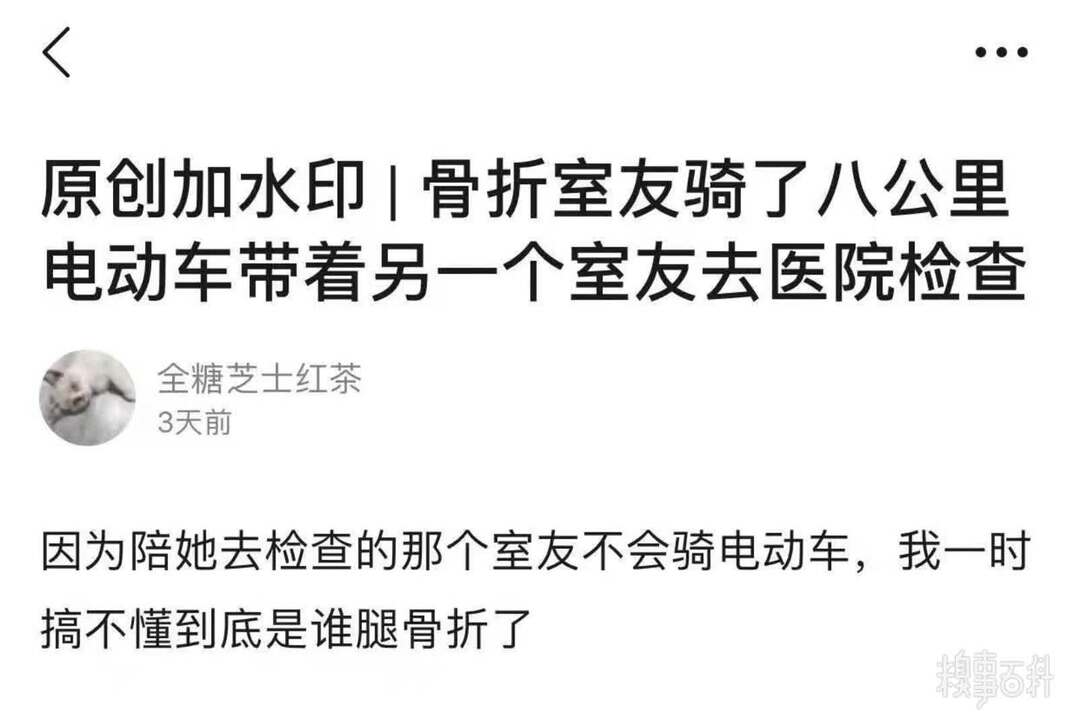 原创加水印 | 骨折室友骑了八公里
电动车带着另一个室友去医院检查
全糖芝士红茶
3天前
因为陪她去检查的那个室友不会骑电动车，我一时
搞不懂到底是谁腿骨折了
糗事百科